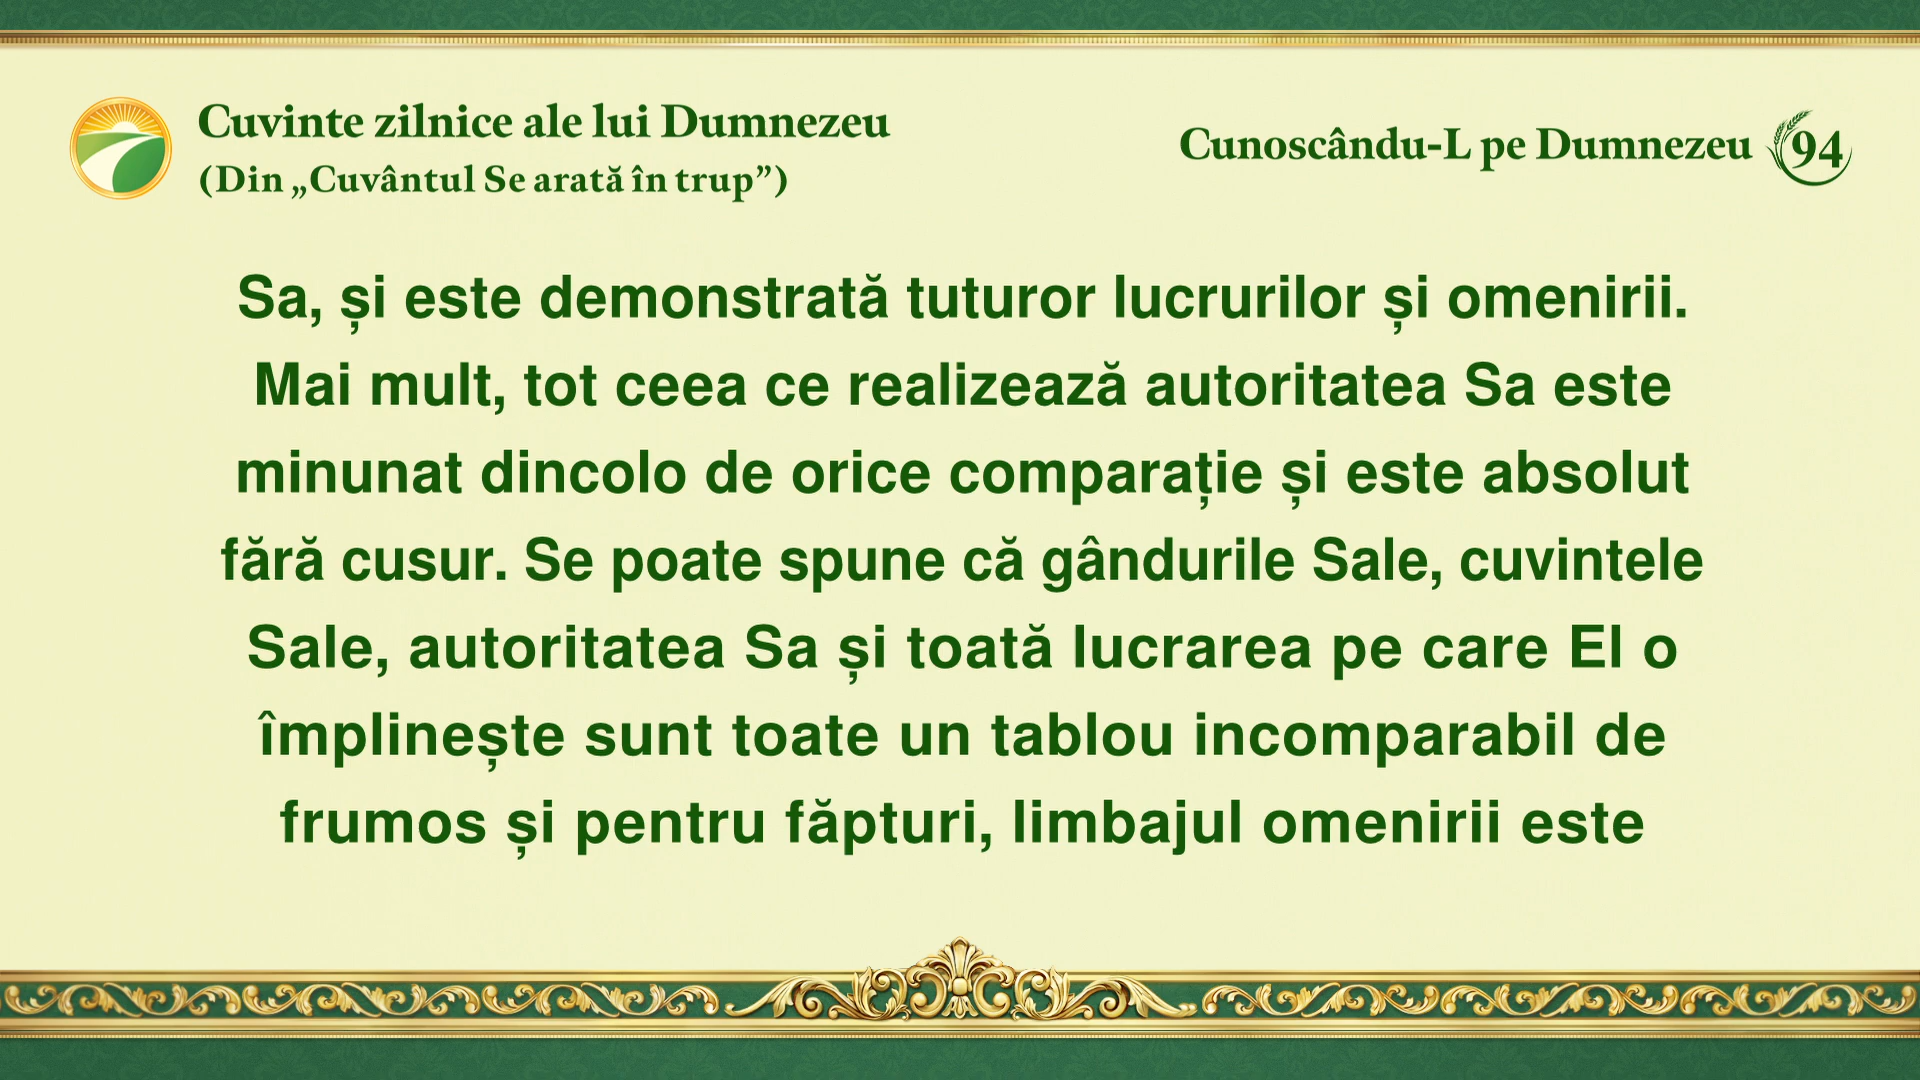 Cuvinte zilnice ale lui Dumnezeu
(Din „Cuvântul Se arată în trup”)
Cunoscându-L pe Dumnezeu 94
Sa, și este demonstrată tuturor lucrurilor și omenirii.
Mai mult, tot ceea ce realizează autoritatea Sa este
minunat dincolo de orice comparație și este absolut
fără cusur. Se poate spune că gândurile Sale, cuvintele
Sale, autoritatea Sa și toată lucrarea pe care El o
împlinește sunt toate un tablou incomparabil de
frumos și pentru făpturi, limbajul omenirii este